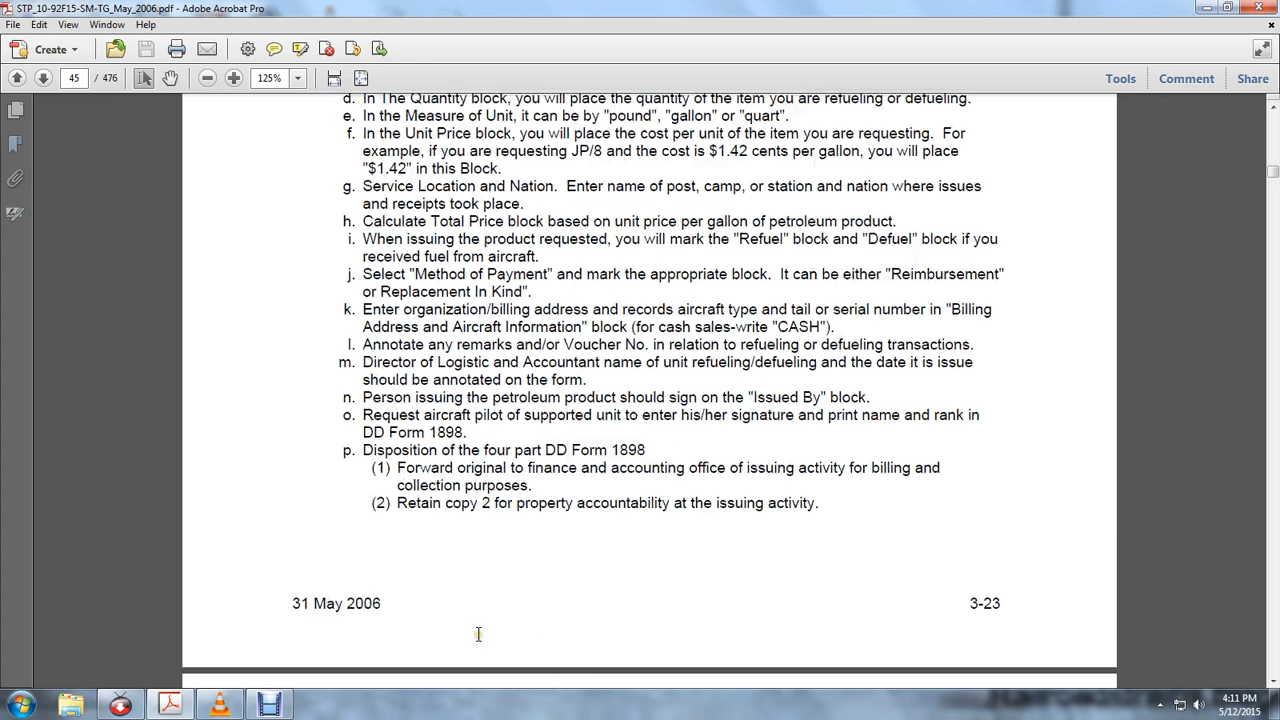 STP_10-92F15-SM-TG_May_2006.pdf - Adobe Acrobat Pro
File Edit View Window Help
Create
45 / 476 125% Tools Comment Share
d. In The Quantity block, you will place the quantity of the item you are refueling or defueling.
e. In the Measure of Unit, it can be by "pound", "gallon" or "quart".
f. In the Unit Price block, you will place the cost per unit of the item you are requesting. For
example, if you are requesting JP/8 and the cost is $1.42 cents per gallon, you will place
"$1.42" in this Block.
g. Service Location and Nation. Enter name of post, camp, or station and nation where issues
and receipts took place.
h. Calculate Total Price block based on unit price per gallon of petroleum product.
i. When issuing the product requested, you will mark the "Refuel" block and "Defuel" block if you
received fuel from aircraft.
j. Select "Method of Payment" and mark the appropriate block. It can be either "Reimbursement"
or Replacement In Kind".
k. Enter organization/billing address and records aircraft type and tail or serial number in "Billing
Address and Aircraft Information" block (for cash sales-write "CASH").
l. Annotate any remarks and/or Voucher No. in relation to refueling or defueling transactions.
m. Director of Logistic and Accountant name of unit refueling/defueling and the date it is issue
should be annotated on the form.
n. Person issuing the petroleum product should sign on the "Issued By" block.
o. Request aircraft pilot of supported unit to enter his/her signature and print name and rank in
DD Form 1898.
p. Disposition of the four part DD Form 1898
(1) Forward original to finance and accounting office of issuing activity for billing and
collection purposes.
(2) Retain copy 2 for property accountability at the issuing activity.
31 May 2006 3-23
4:11 PM
5/12/2015